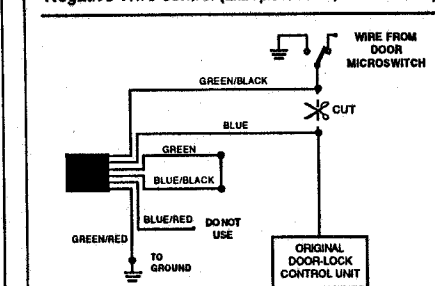 WIRE FROM
DOOR
MICROSWITCH
GREEN/BLACK
CUT
BLUE
GREEN
BLUE/BLACK
BLUE/RED
DO NOT
USE
GREEN/RED
TO
GROUND
ORIGINAL
DOOR-LOCK
CONTROL UNIT